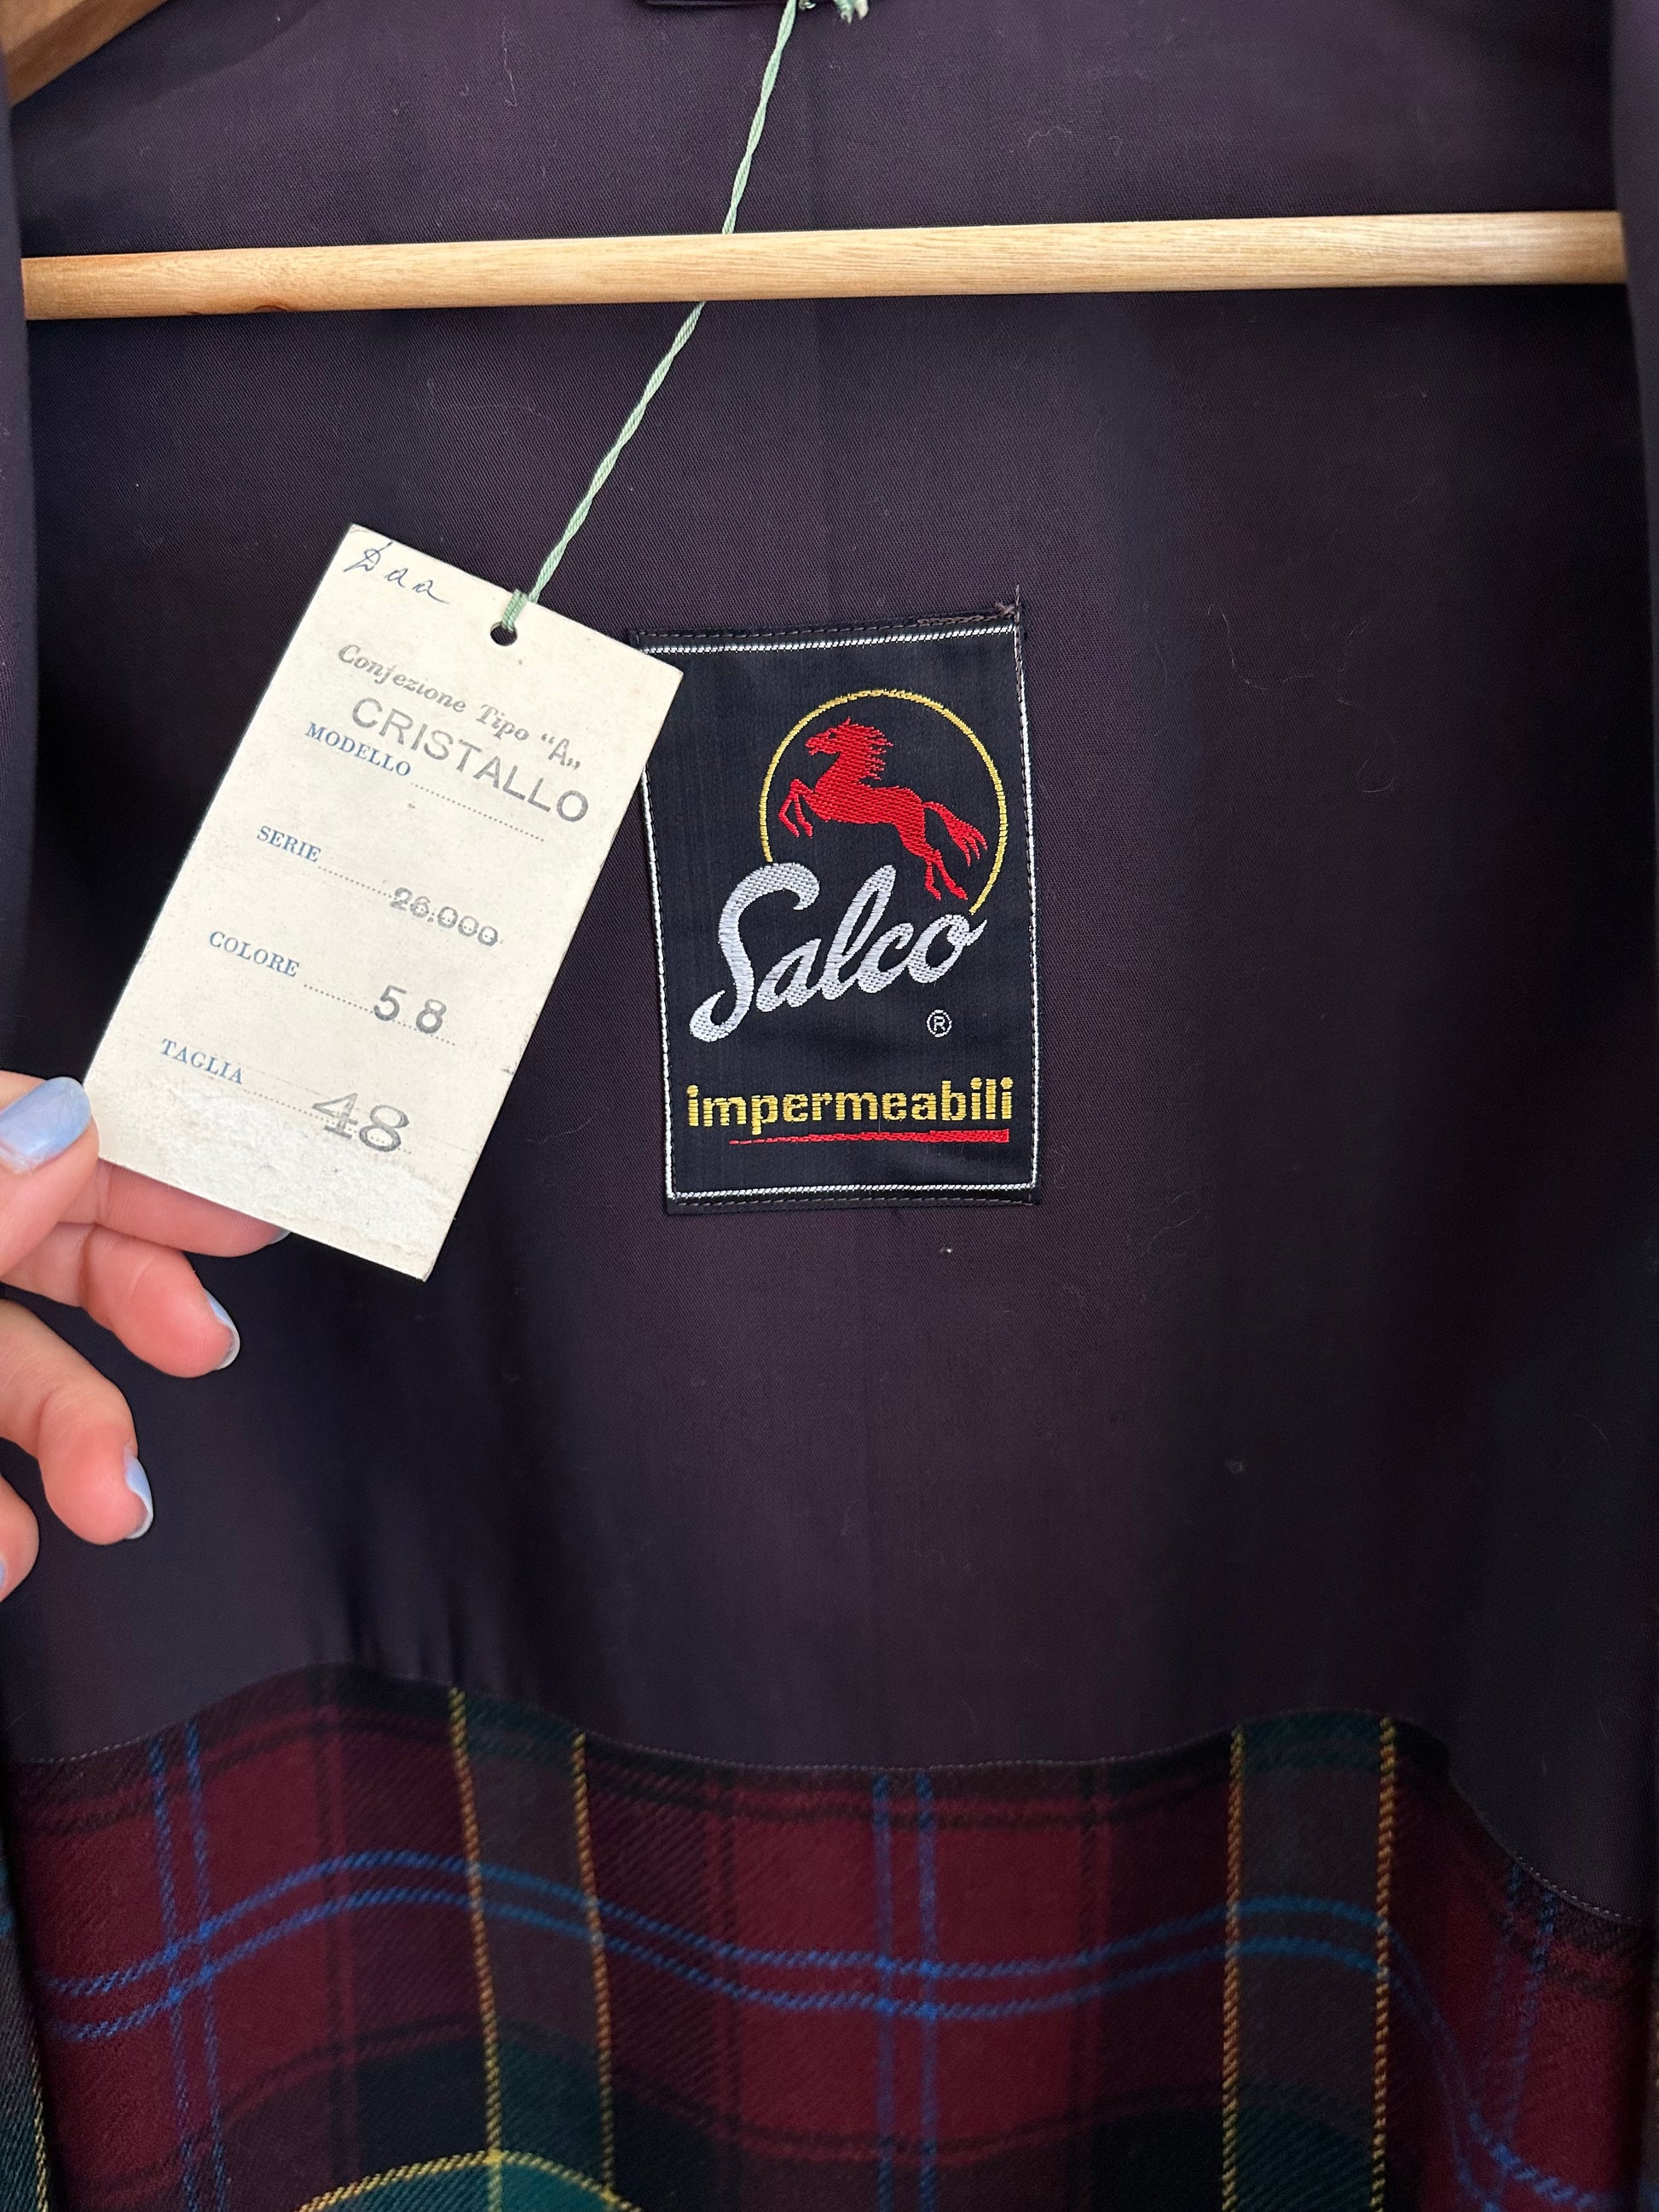 Confezione Tipo “A„
CRISTALLO
MODELLO
SERIE 26.000
COLORE 58
TAGLIA 48
Salco
®
impermeabili